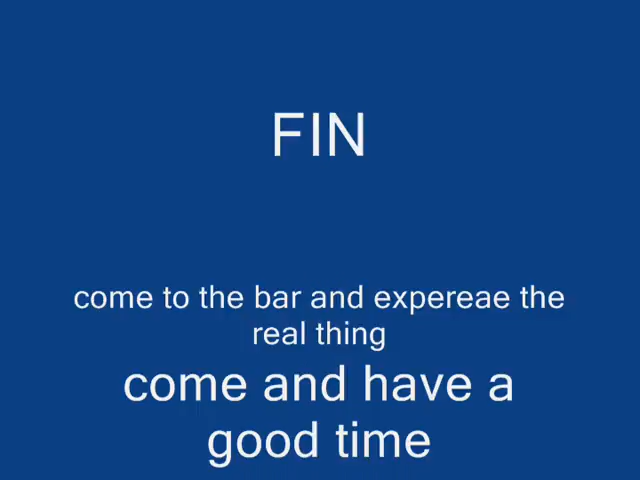 FIN
come to the bar and expereae the
real thing
come and have a
good time